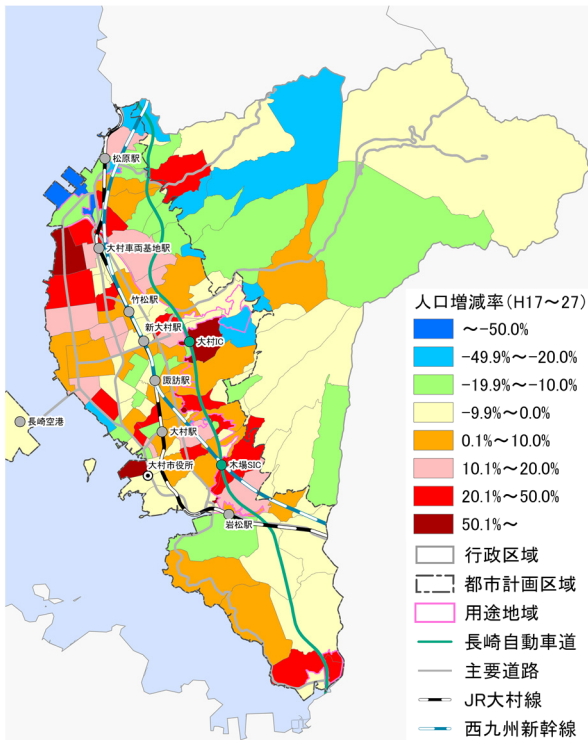 松原駅
大村車両基地駅
竹松駅
新大村駅
大村IC
諏訪駅
長崎空港
大村駅
大村市役所
木場SIC
岩松駅
人口増減率(H17～27)
～-50.0%
-49.9%～-20.0%
-19.9%～-10.0%
-9.9%～0.0%
0.1%～10.0%
10.1%～20.0%
20.1%～50.0%
50.1%～
行政区域
都市計画区域
用途地域
長崎自動車道
主要道路
JR大村線
西九州新幹線